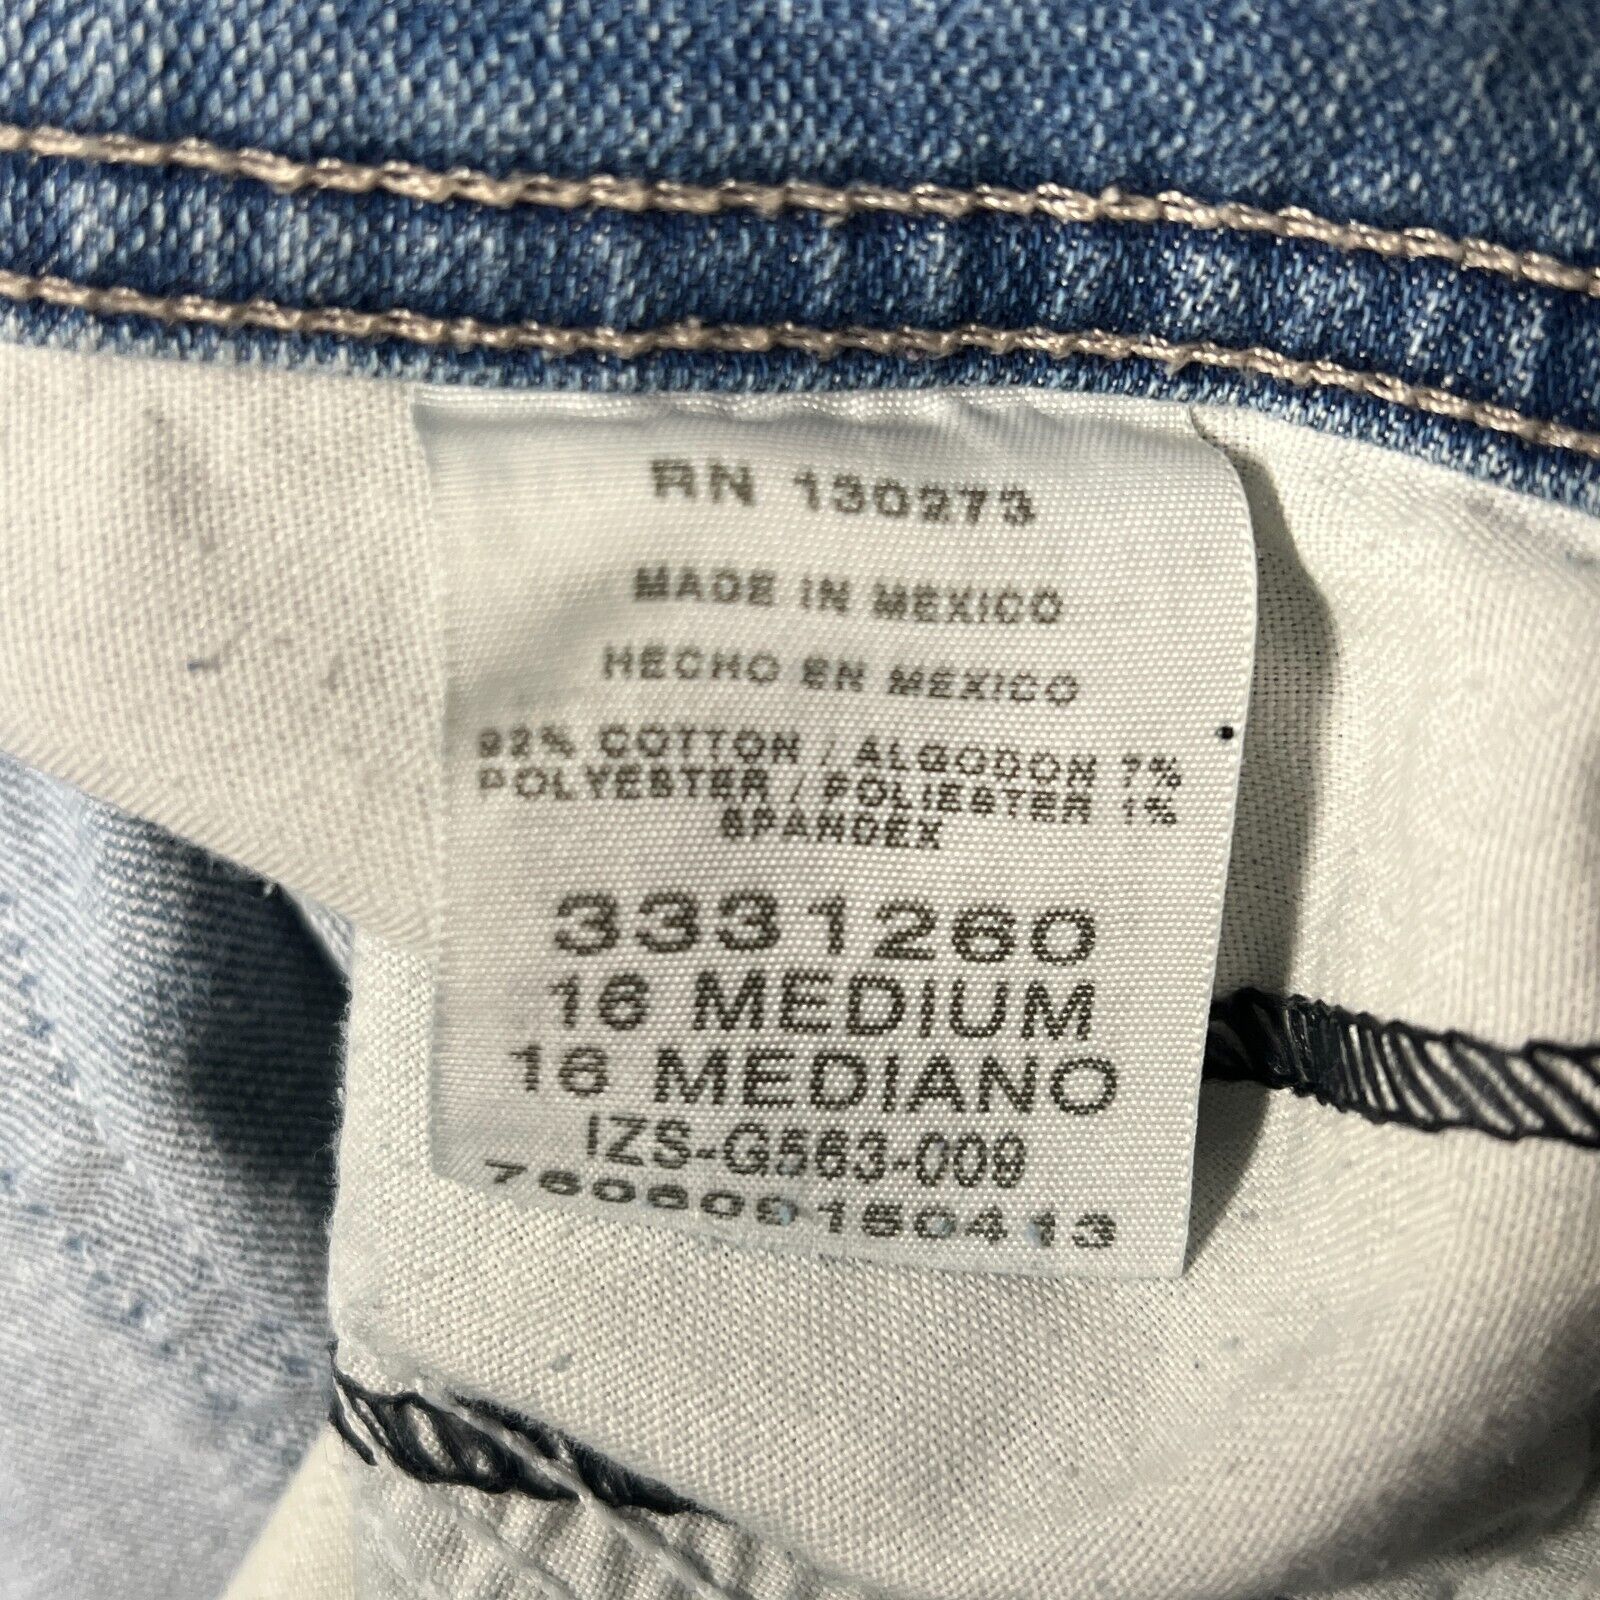 RN 130273
MADE IN MEXICO
HECHO EN MEXICO
92% COTTON / ALGODON 7%
POLYESTER / POLIESTER 1%
SPANDEX
3331260
16 MEDIUM
16 MEDIANO
IZS-G563-009
760609150413